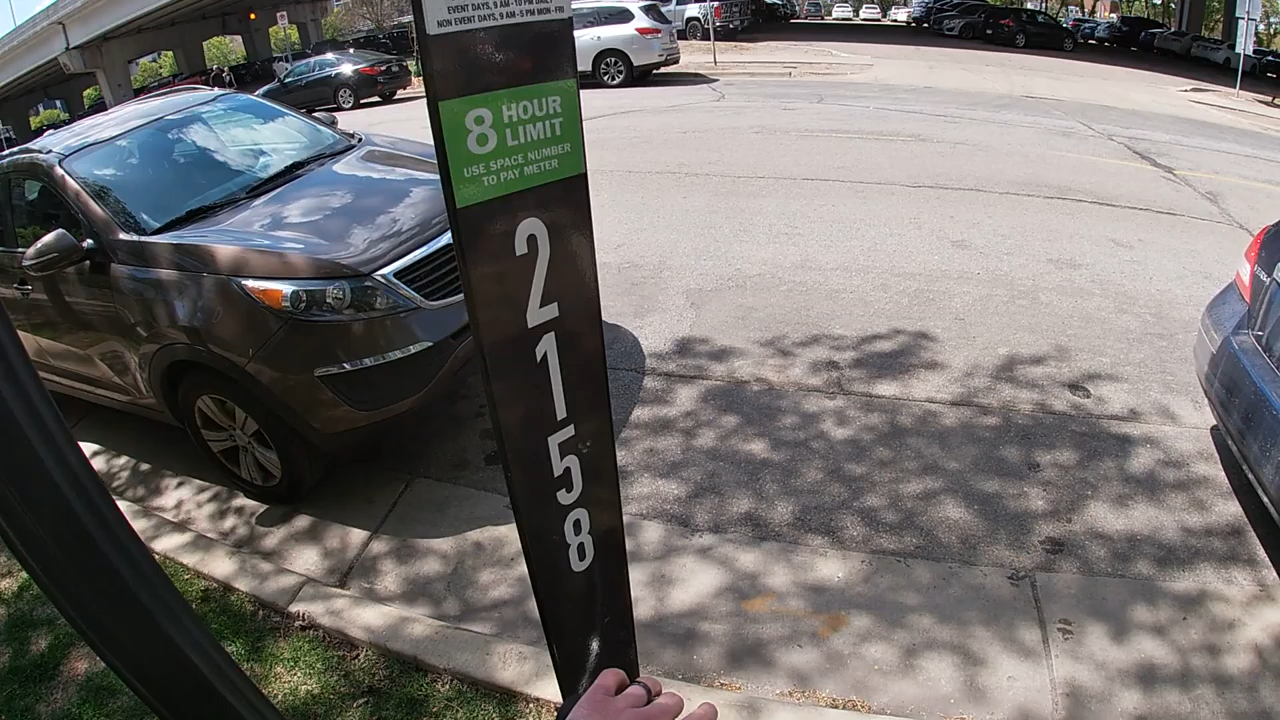 EVENT DAYS, 9 AM - 10 PM DAILY
NON EVENT DAYS, 9 AM - 5 PM MON - FRI
8 HOUR
LIMIT
USE SPACE NUMBER
TO PAY METER
2
1
5
8